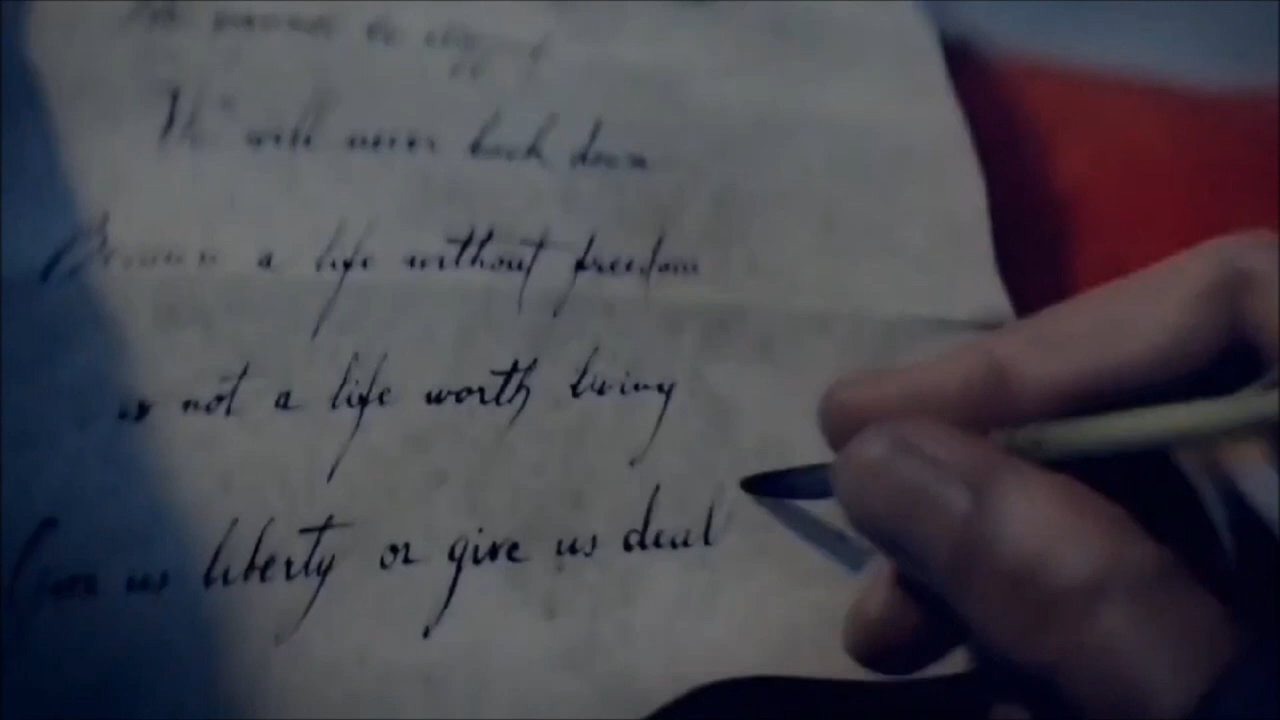 We will never back down
Because a life without freedom
is not a life worth living
Give us liberty or give us deat